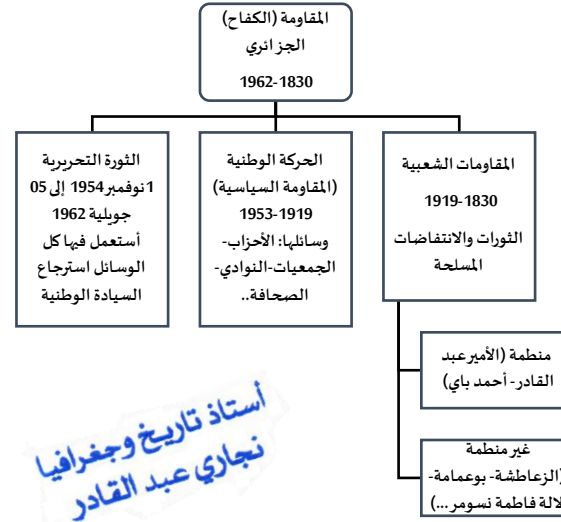 المقاومة (الكفاح)
الجزائري
1962-1830
المقاومات الشعبية
1919-1830
الثورات والانتفاضات
المسلحة
منظمة (الأمير عبد
القادر- أحمد باي)
غير منظمة
(الزعاطشة- بوعمامة-
لالة فاطمة نسومر...)
الحركة الوطنية
(المقاومة السياسية)
1953-1919
وسائلها: الأحزاب-
الجمعيات-النوادي-
الصحافة..
الثورة التحريرية
1 نوفمبر 1954 إلى 05
جويلية 1962
أستعمل فيها كل
الوسائل استرجاع
السيادة الوطنية
أستاذ تاريخ وجغرافيا
نجاري عبد القادر